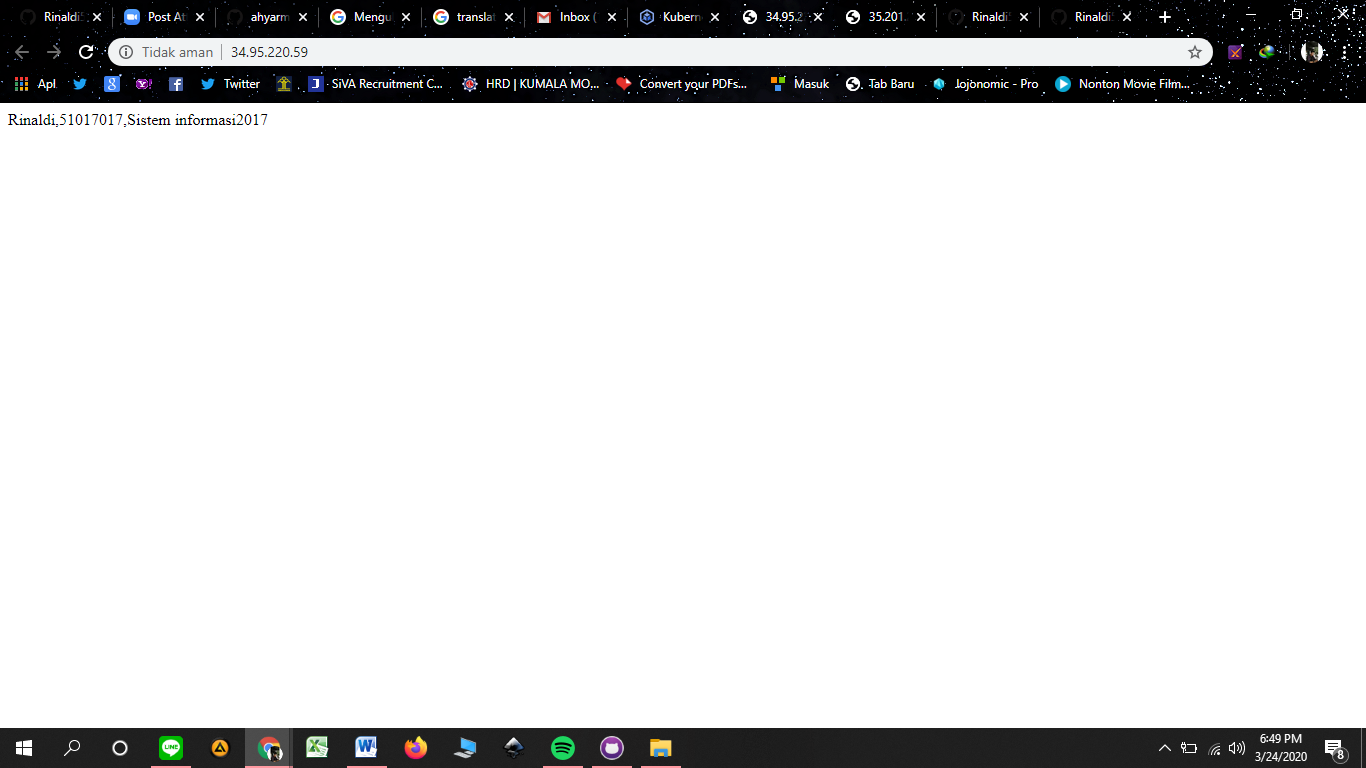 Rinaldi Post At ahyarm Mengu translat Inbox ( Kubern 34.95.2 35.201. Rinaldi Rinaldi
Tidak aman 34.95.220.59
Apl Twitter SiVA Recruitment C... HRD | KUMALA MO... Convert your PDFs... Masuk Tab Baru Jojonomic - Pro Nonton Movie Film...
Rinaldi,51017017,Sistem informasi2017
LINE
6:49 PM
3/24/2020
8